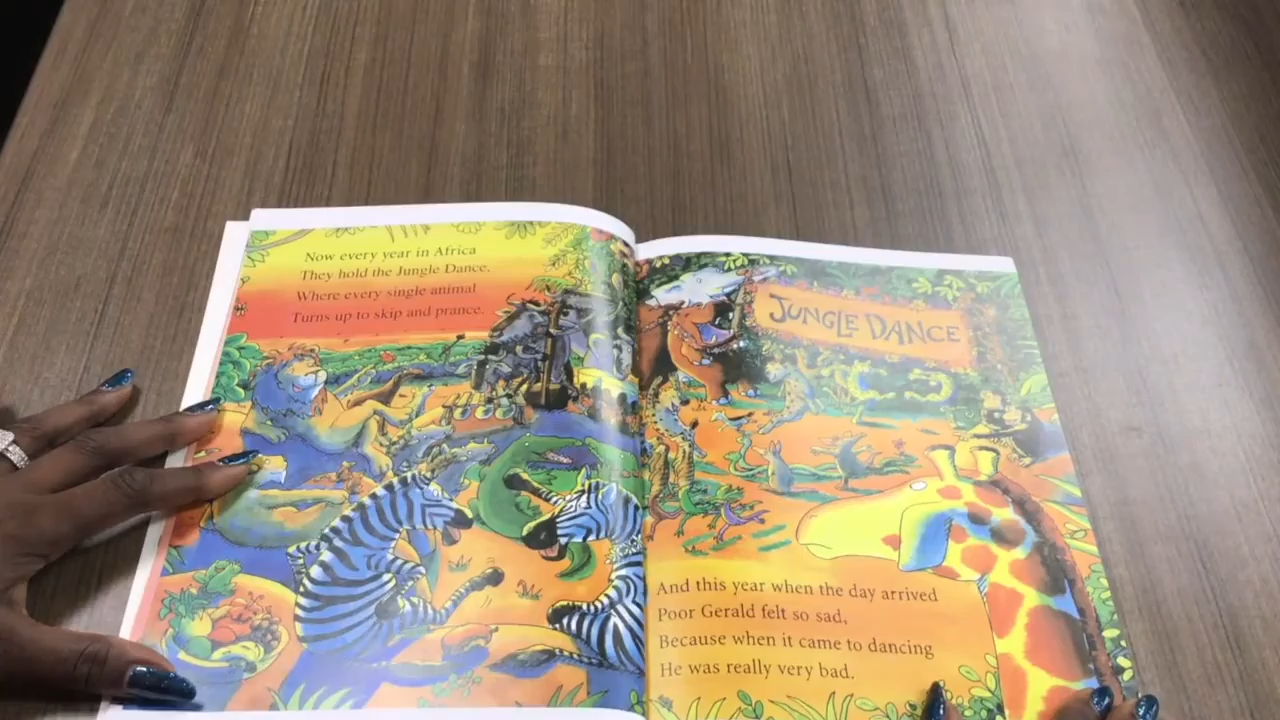 Now every year in Africa
They hold the Jungle Dance,
Where every single animal
Turns up to skip and prance.
JUNGLE DANCE
And this year when the day arrived
Poor Gerald felt so sad,
Because when it came to dancing
He was really very bad.